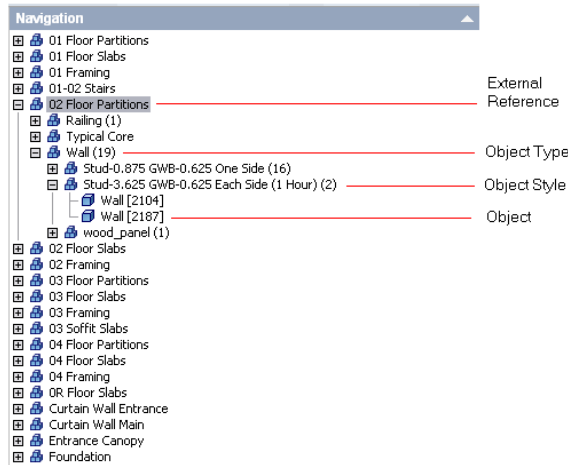 Navigation
01 Floor Partitions
01 Floor Slabs
01 Framing
01-02 Stairs
02 Floor Partitions
External
Reference
Railing (1)
Typical Core
Wall (19)
Object Type
Stud-0.875 GWB-0.625 One Side (16)
Stud-3.625 GWB-0.625 Each Side (1 Hour) (2)
Object Style
Wall [2104]
Wall [2187]
Object
wood_panel (1)
02 Floor Slabs
02 Framing
03 Floor Partitions
03 Floor Slabs
03 Framing
03 Soffit Slabs
04 Floor Partitions
04 Floor Slabs
04 Framing
0R Floor Slabs
Curtain Wall Entrance
Curtain Wall Main
Entrance Canopy
Foundation